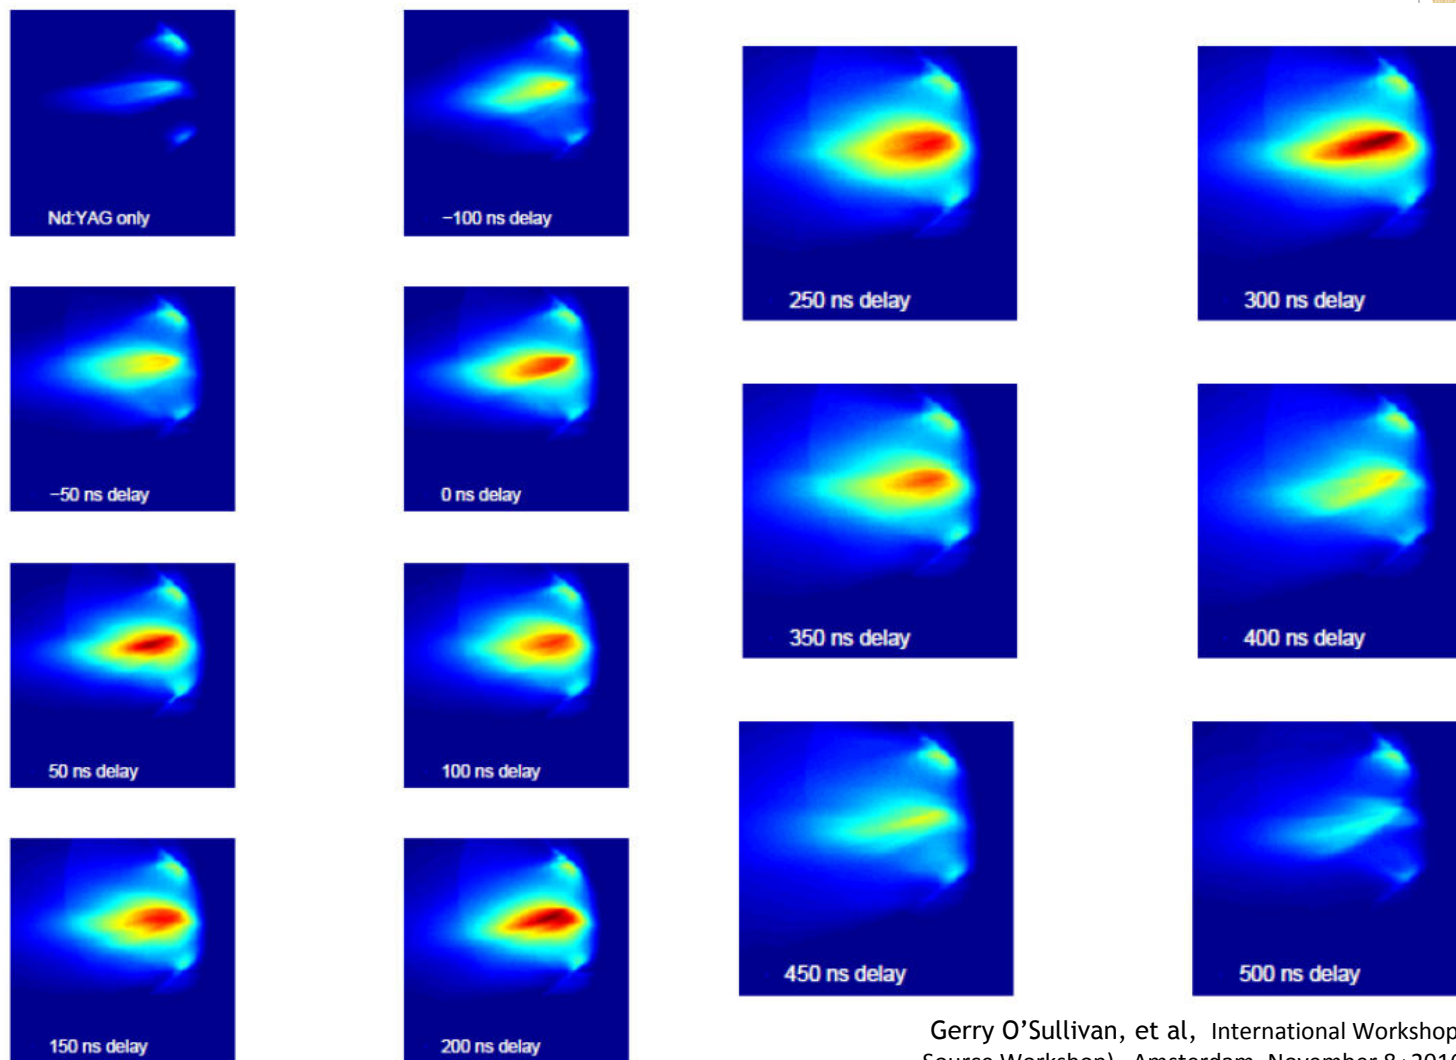 Nd:YAG only
−100 ns delay
−50 ns delay
0 ns delay
50 ns delay
100 ns delay
150 ns delay
200 ns delay
250 ns delay
300 ns delay
350 ns delay
400 ns delay
450 ns delay
500 ns delay
Gerry O’Sullivan, et al, International Workshop
Source Workshop), Amsterdam, November 8